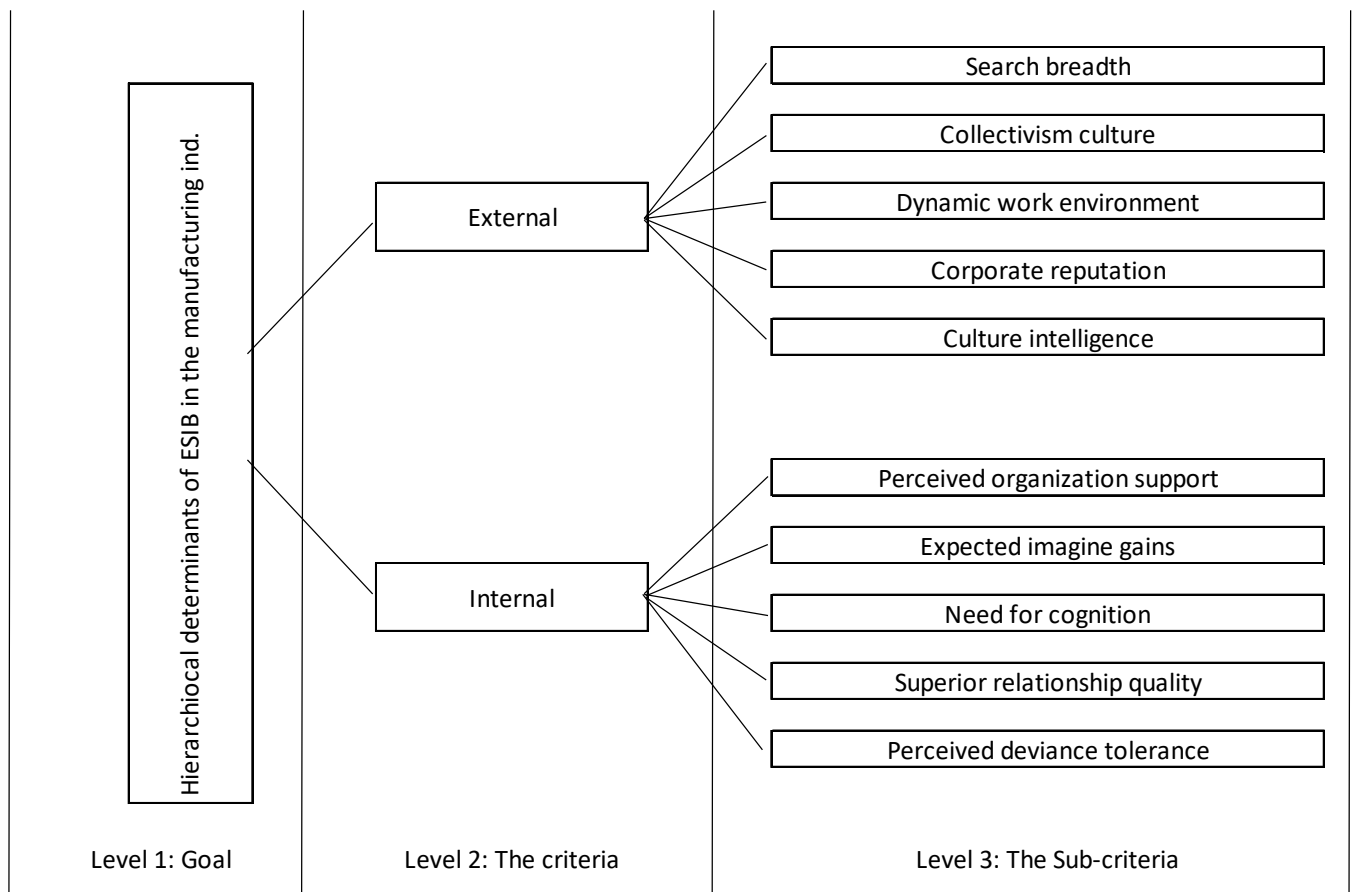 Hierarchiocal determinants of ESIB in the manufacturing ind.
External
Internal
Search breadth
Collectivism culture
Dynamic work environment
Corporate reputation
Culture intelligence
Perceived organization support
Expected imagine gains
Need for cognition
Superior relationship quality
Perceived deviance tolerance
Level 1: Goal
Level 2: The criteria
Level 3: The Sub-criteria